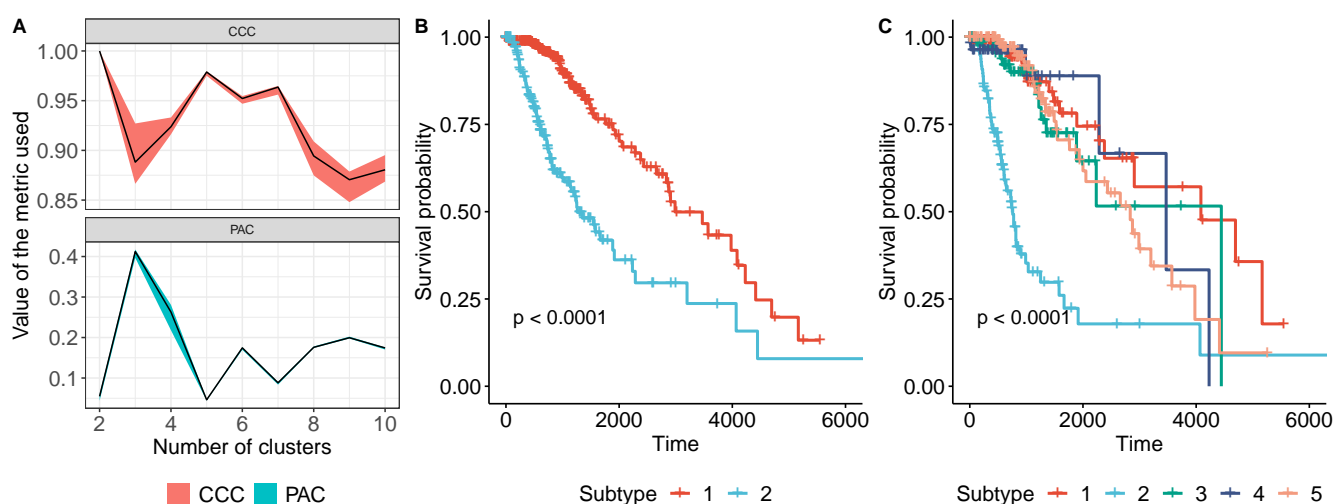 A
CCC
1.00
0.95
0.90
0.85
PAC
0.4
0.3
0.2
0.1
Value of the metric used
2 4 6 8 10
Number of clusters
CCC PAC
B
1.00
0.75
0.50
0.25
0.00
Survival probability
p < 0.0001
0 2000 4000 6000
Time
Subtype 1 2
C
1.00
0.75
0.50
0.25
0.00
Survival probability
p < 0.0001
0 2000 4000 6000
Time
Subtype 1 2 3 4 5